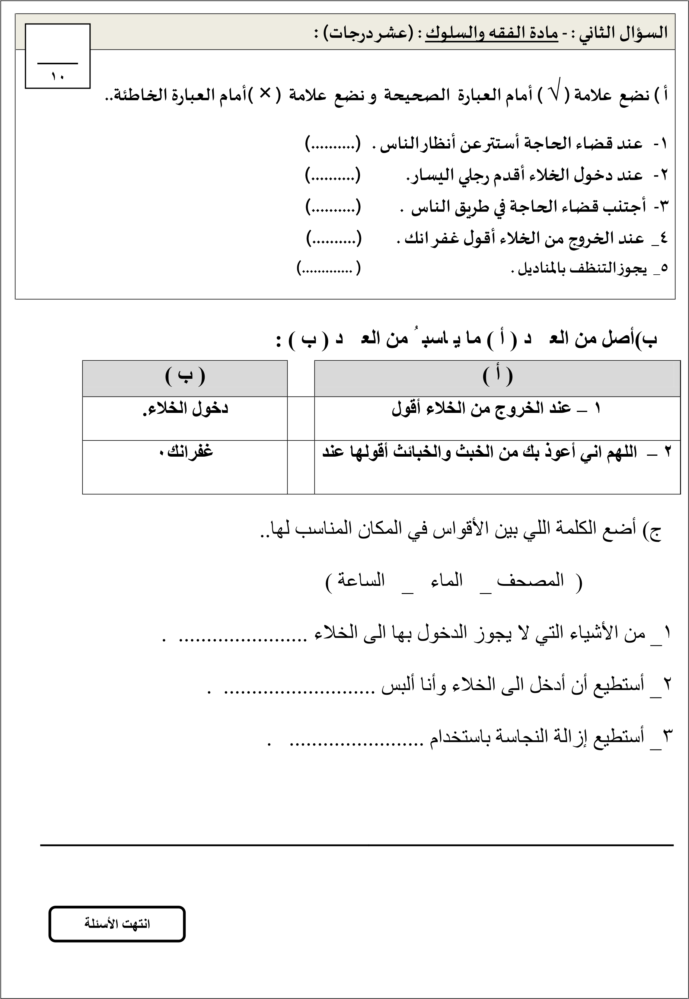 السؤال الثاني : - مادة الفقه والسلوك : (عشر درجات) :
١٠
أ ) نضع علامة ( √ ) أمام العبارة الصحيحة و نضع علامة ( × )أمام العبارة الخاطئة..
١- عند قضاء الحاجة أستتر عن أنظار الناس . (..........)
٢- عند دخول الخلاء أقدم رجلي اليسار. (..........)
٣- أجتنب قضاء الحاجة في طريق الناس . (..........)
٤_ عند الخروج من الخلاء أقول غفرانك . (..........)
٥_ يجوز التنظف بالمناديل . ( ............)
ب)أصل من الع د ( أ ) ما ي اسب ُ من الع د ( ب ) :
( أ ) ( ب )
١ – عند الخروج من الخلاء أقول دخول الخلاء.
٢ – اللهم اني أعوذ بك من الخبث والخبائث أقولها عند غفرانك٠
ج) أضع الكلمة اللي بين الأقواس في المكان المناسب لها..
( المصحف _ الماء _ الساعة )
١_ من الأشياء التي لا يجوز الدخول بها الى الخلاء ....................... .
٢_ أستطيع أن أدخل الى الخلاء وأنا ألبس ........................... .
٣_ أستطيع إزالة النجاسة باستخدام ........................ .
انتهت الأسئلة